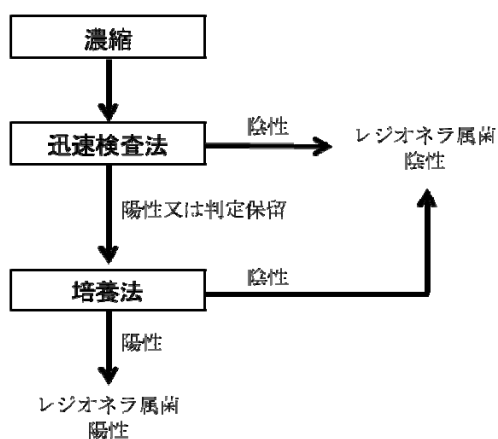 濃縮
迅速検査法
陰性
レジオネラ属菌
陰性
陽性又は判定保留
培養法
陰性
陽性
レジオネラ属菌
陽性